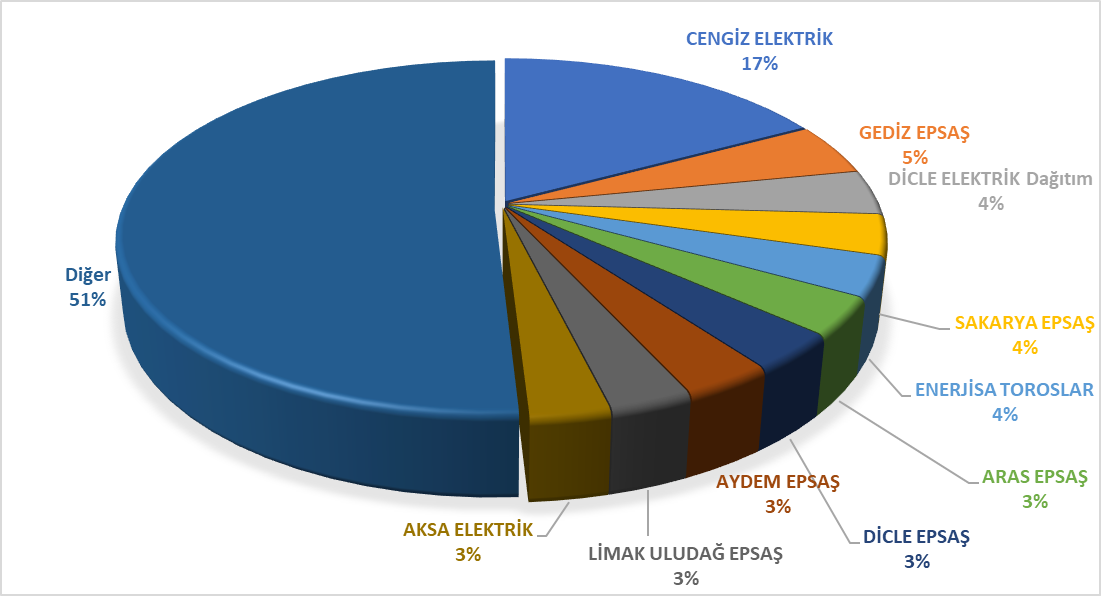 CENGİZ ELEKTRİK
17%
GEDİZ EPSAŞ
5%
DİCLE ELEKTRİK Dağıtım
4%
SAKARYA EPSAŞ
4%
ENERJİSA TOROSLAR
4%
ARAS EPSAŞ
3%
DİCLE EPSAŞ
3%
AYDEM EPSAŞ
3%
LİMAK ULUDAĞ EPSAŞ
3%
AKSA ELEKTRİK
3%
Diğer
51%